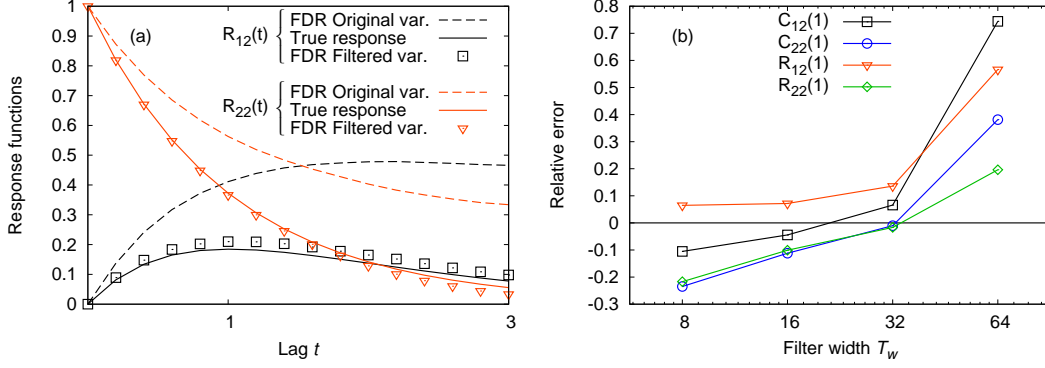 (a)
R12(t)
FDR Original var.
True response
FDR Filtered var.
R22(t)
FDR Original var.
True response
FDR Filtered var.
Response functions
1
0.9
0.8
0.7
0.6
0.5
0.4
0.3
0.2
0.1
0
1
3
Lag t
(b)
C12(1)
C22(1)
R12(1)
R22(1)
Relative error
0.8
0.7
0.6
0.5
0.4
0.3
0.2
0.1
0
-0.1
-0.2
-0.3
8
16
32
64
Filter width Tw